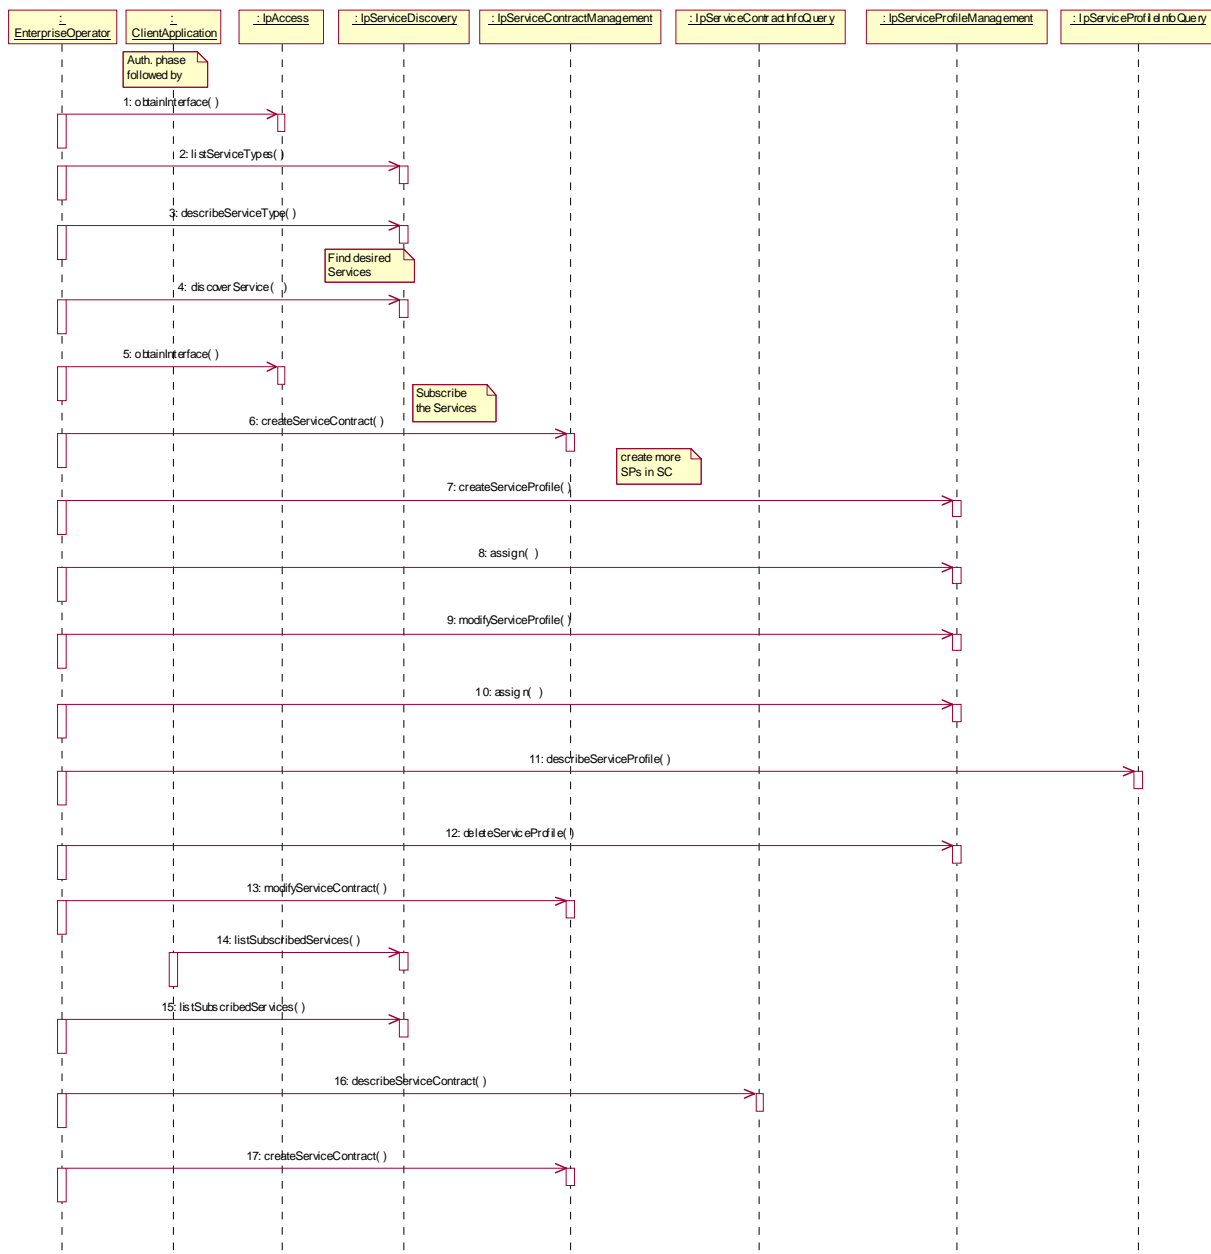 :
EnterpriseOperator
:
ClientApplication
: IpAccess
: IpServiceDiscovery
: IpServiceContractManagement
: IpServiceContractInfoQuery
: IpServiceProfileManagement
: IpServiceProfileInfoQuery
Auth. phase
followed by
1: obtainInterface( )
2: listServiceTypes( )
3: describeServiceType( )
Find desired
Services
4: discoverService( )
5: obtainInterface( )
Subscribe
the Services
6: createServiceContract( )
create more
SPs in SC
7: createServiceProfile( )
8: assign( )
9: modifyServiceProfile( )
10: assign( )
11: describeServiceProfile( )
12: deleteServiceProfile( )
13: modifyServiceContract( )
14: listSubscribedServices( )
15: listSubscribedServices( )
16: describeServiceContract( )
17: createServiceContract( )